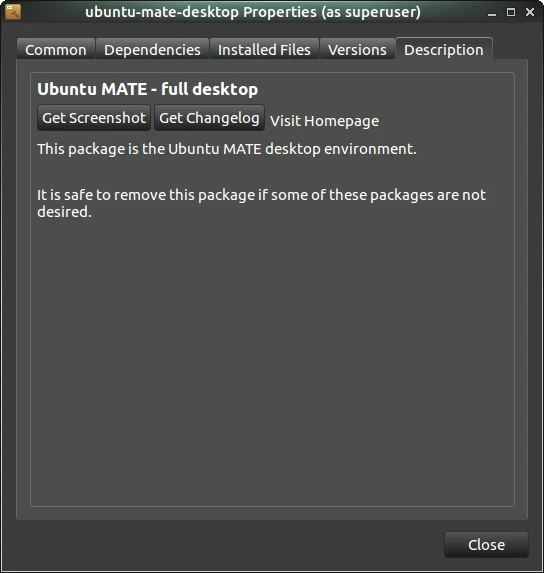 ubuntu-mate-desktop Properties (as superuser)
Common Dependencies Installed Files Versions Description
Ubuntu MATE - full desktop
Get Screenshot Get Changelog Visit Homepage
This package is the Ubuntu MATE desktop environment.
It is safe to remove this package if some of these packages are not
desired.
Close